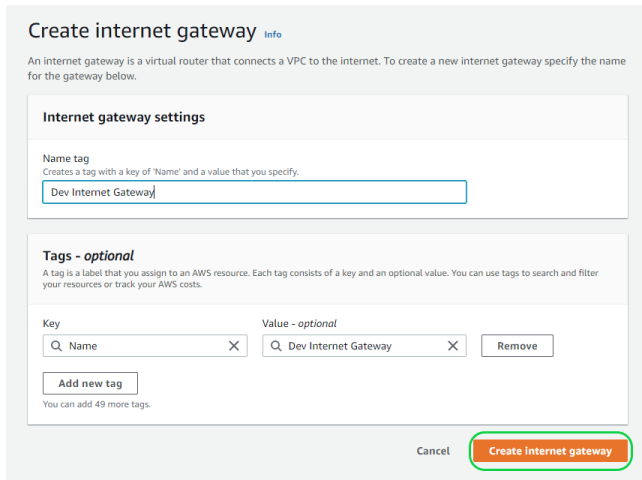 Create internet gateway Info
An internet gateway is a virtual router that connects a VPC to the internet. To create a new internet gateway specify the name
for the gateway below.
Internet gateway settings
Name tag
Creates a tag with a key of 'Name' and a value that you specify.
Dev Internet Gateway
Tags - optional
A tag is a label that you assign to an AWS resource. Each tag consists of a key and an optional value. You can use tags to search and filter
your resources or track your AWS costs.
Key Value - optional
Name Dev Internet Gateway Remove
Add new tag
You can add 49 more tags.
Cancel Create internet gateway